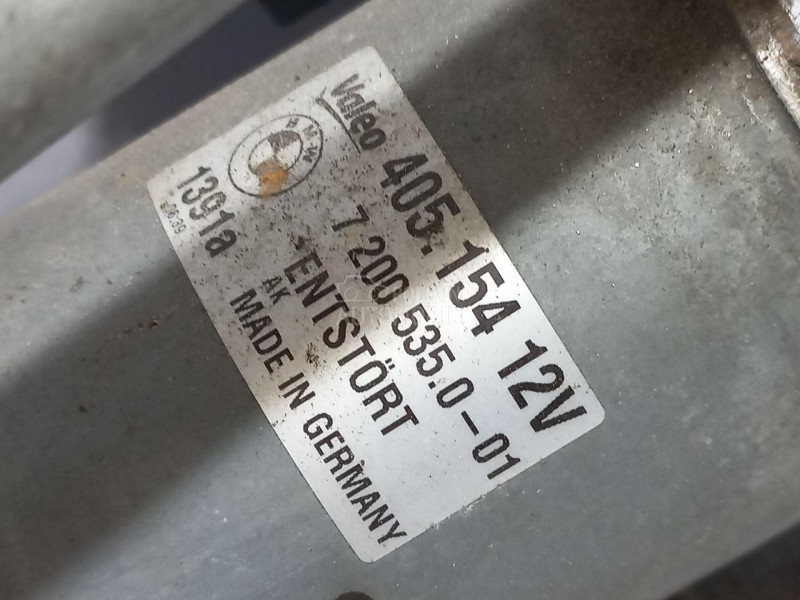 Valeo
405.154 12V
BMW
7 200 535.0-01
1391a
ENTSTÖRT
AK
MADE IN GERMANY